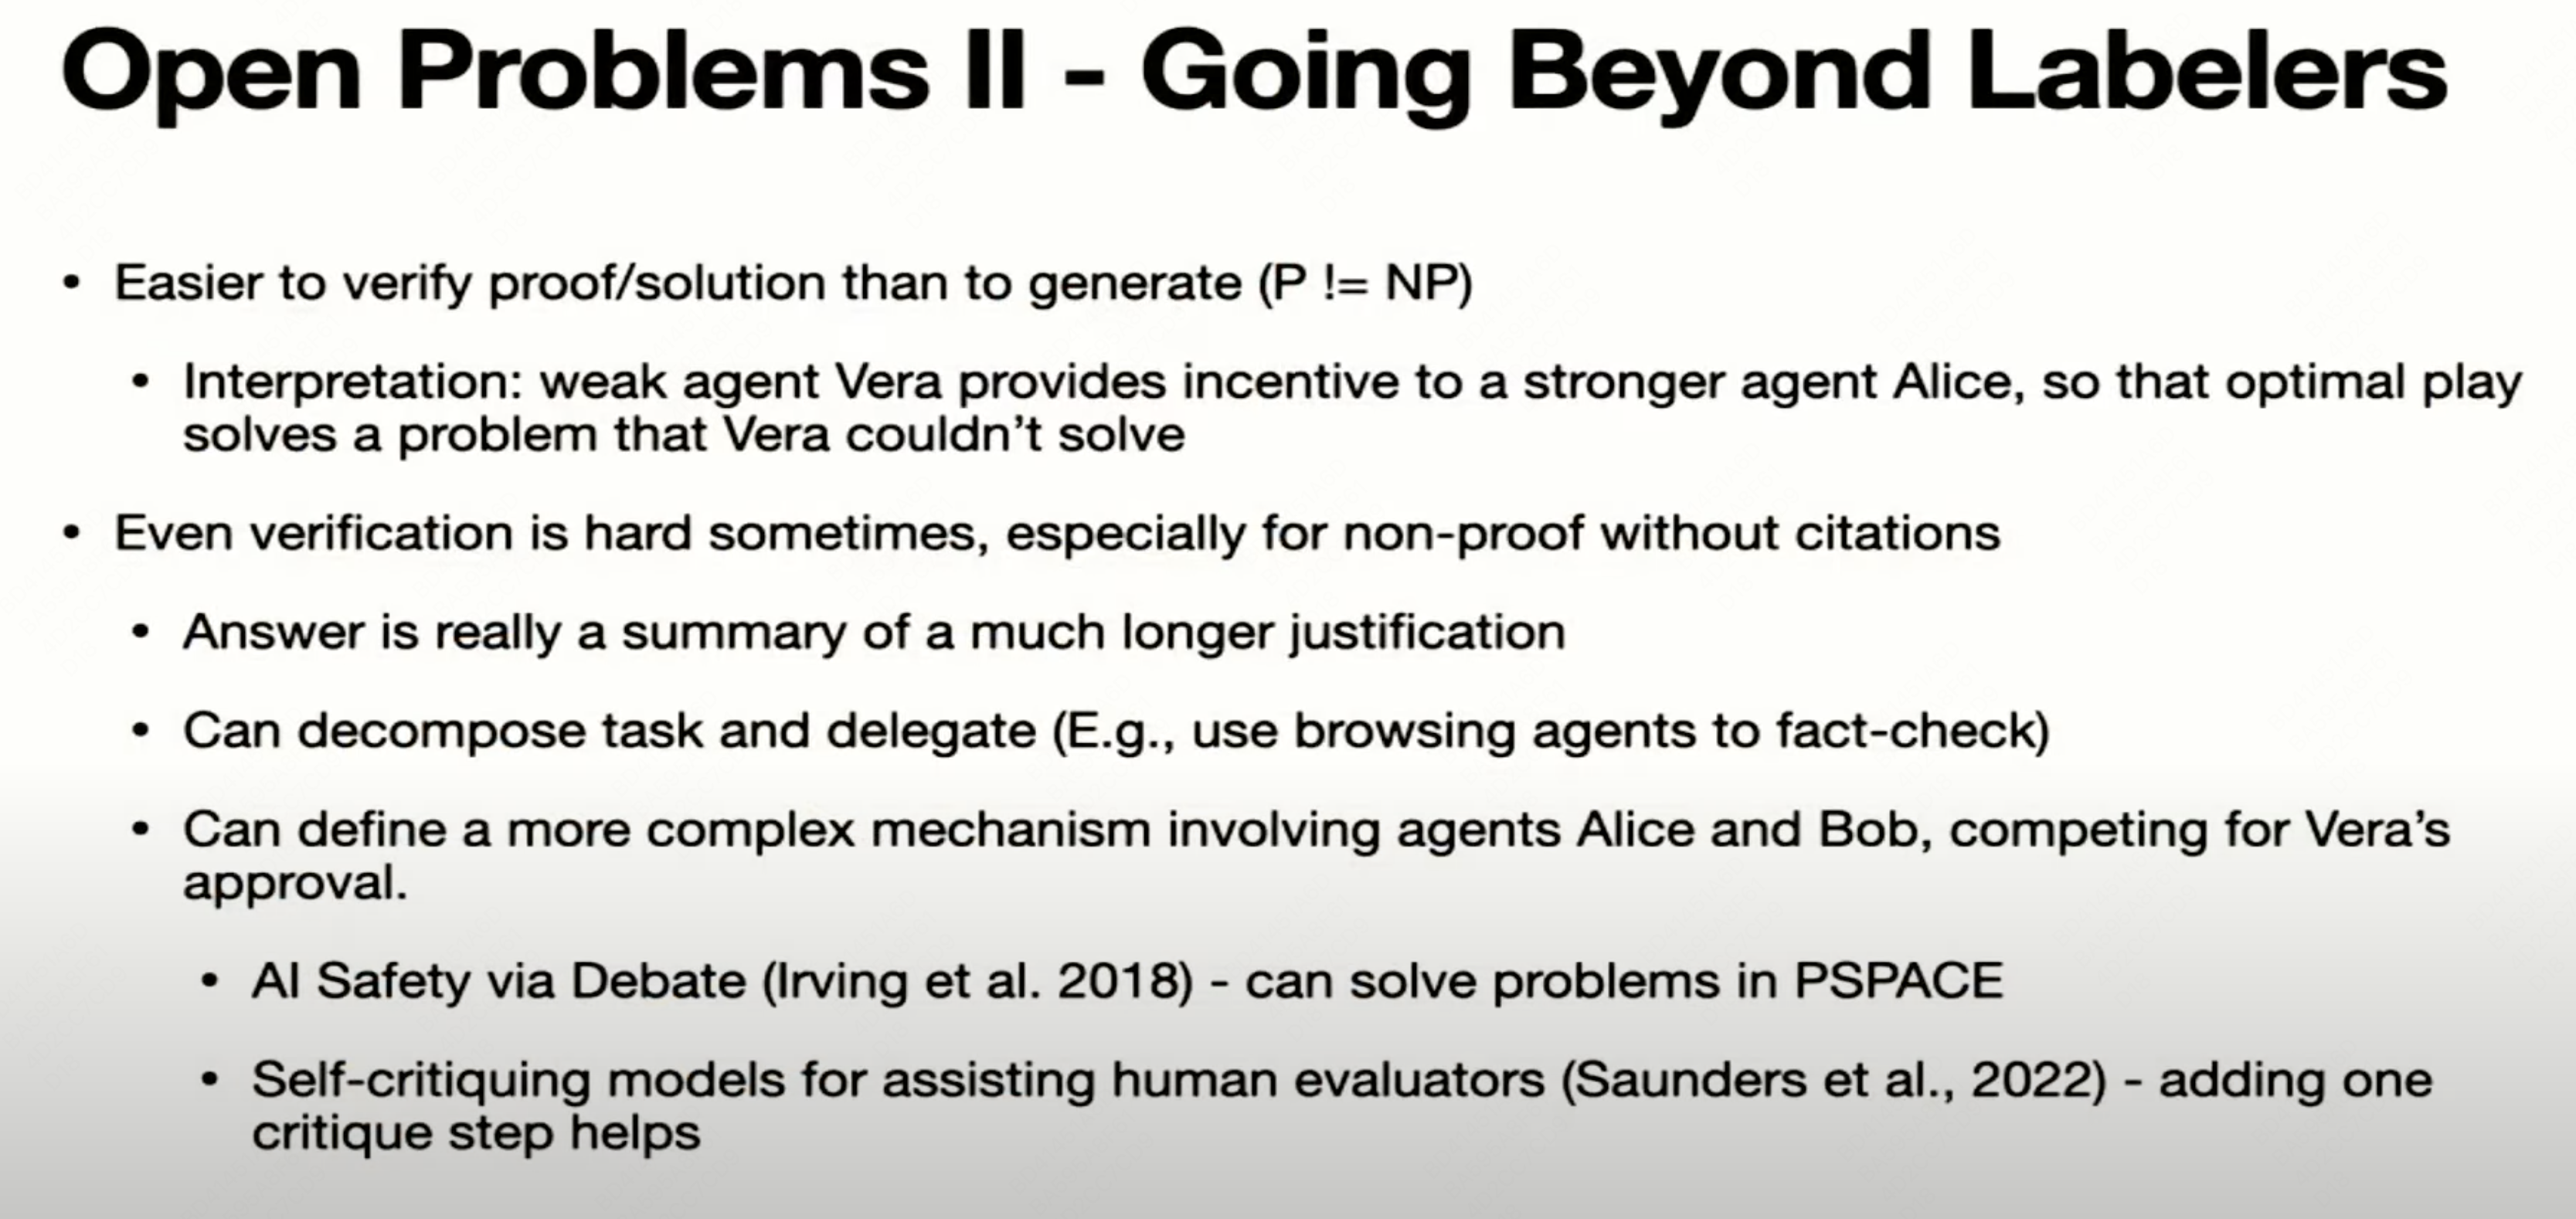 Open Problems II - Going Beyond Labelers
• Easier to verify proof/solution than to generate (P != NP)
• Interpretation: weak agent Vera provides incentive to a stronger agent Alice, so that optimal play
solves a problem that Vera couldn't solve
• Even verification is hard sometimes, especially for non-proof without citations
• Answer is really a summary of a much longer justification
• Can decompose task and delegate (E.g., use browsing agents to fact-check)
• Can define a more complex mechanism involving agents Alice and Bob, competing for Vera's
approval.
• AI Safety via Debate (Irving et al. 2018) - can solve problems in PSPACE
• Self-critiquing models for assisting human evaluators (Saunders et al., 2022) - adding one
critique step helps